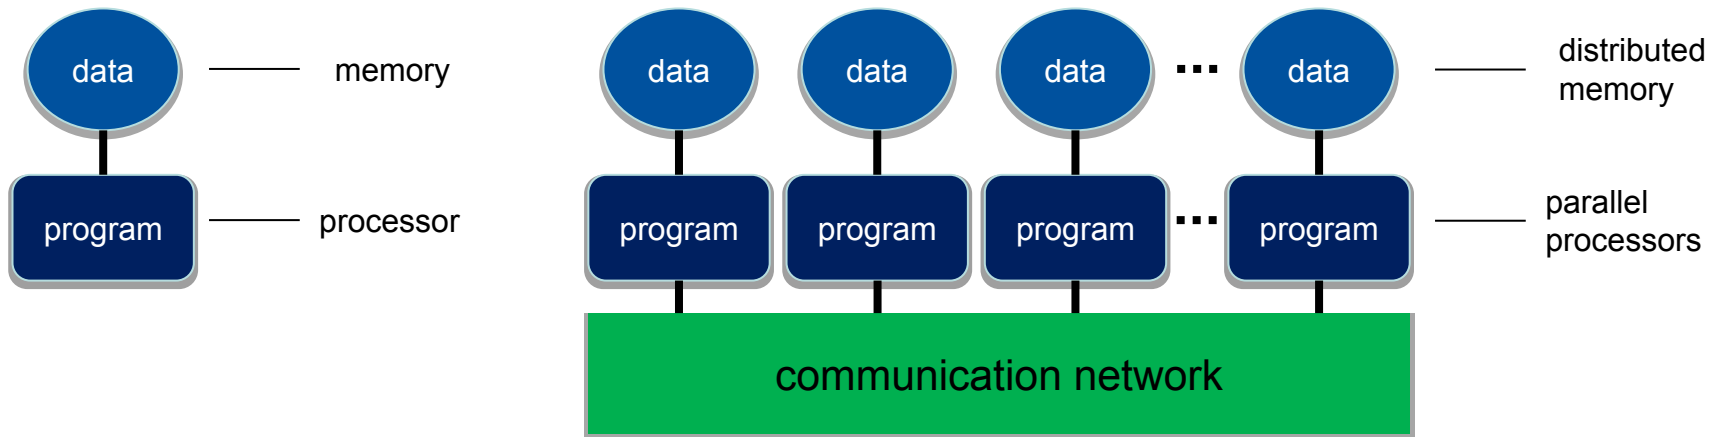 data
memory
program
processor
data
data
data
...
data
distributed
memory
program
program
program
...
program
parallel
processors
communication network